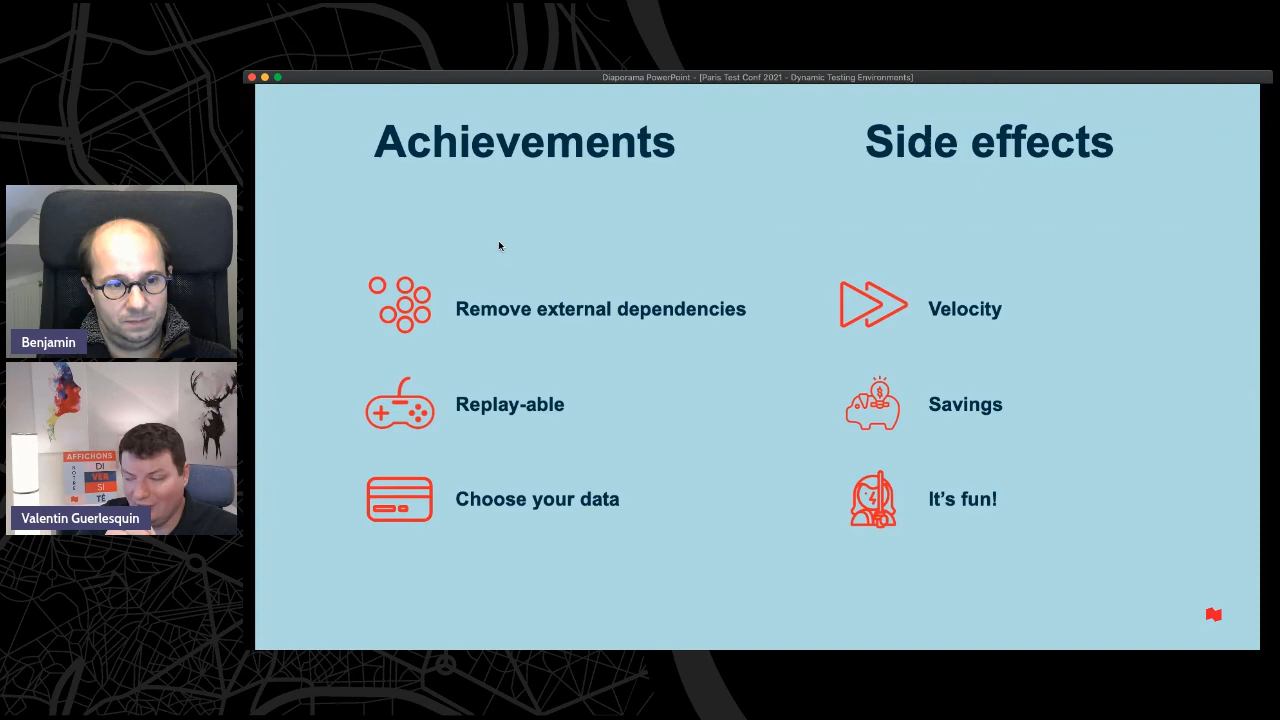 Diaporama PowerPoint - [Paris Test Conf 2021 - Dynamic Testing Environments]
Achievements
Side effects
Remove external dependencies
Velocity
Replay-able
Savings
Choose your data
It's fun!
Benjamin
AFFICHONS
NOTRE
DI
VER
SI
TÉ
Valentin Guerlesquin